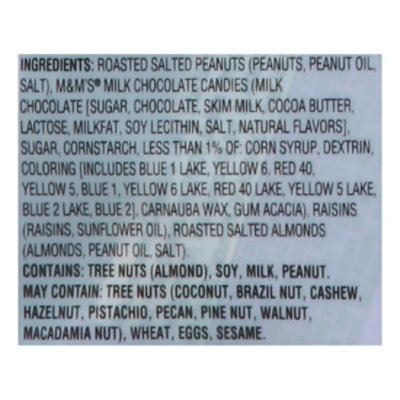 INGREDIENTS: ROASTED SALTED PEANUTS (PEANUTS, PEANUT OIL,
SALT), M&M'S® MILK CHOCOLATE CANDIES (MILK
CHOCOLATE [SUGAR, CHOCOLATE, SKIM MILK, COCOA BUTTER,
LACTOSE, MILKFAT, SOY LECITHIN, SALT, NATURAL FLAVORS],
SUGAR, CORNSTARCH, LESS THAN 1% OF: CORN SYRUP, DEXTRIN,
COLORING [INCLUDES BLUE 1 LAKE, YELLOW 6, RED 40,
YELLOW 5, BLUE 1, YELLOW 6 LAKE, RED 40 LAKE, YELLOW 5 LAKE,
BLUE 2 LAKE, BLUE 2], CARNAUBA WAX, GUM ACACIA), RAISINS
(RAISINS, SUNFLOWER OIL), ROASTED SALTED ALMONDS
(ALMONDS, PEANUT OIL, SALT).
CONTAINS: TREE NUTS (ALMOND), SOY, MILK, PEANUT.
MAY CONTAIN: TREE NUTS (COCONUT, BRAZIL NUT, CASHEW,
HAZELNUT, PISTACHIO, PECAN, PINE NUT, WALNUT,
MACADAMIA NUT), WHEAT, EGGS, SESAME.